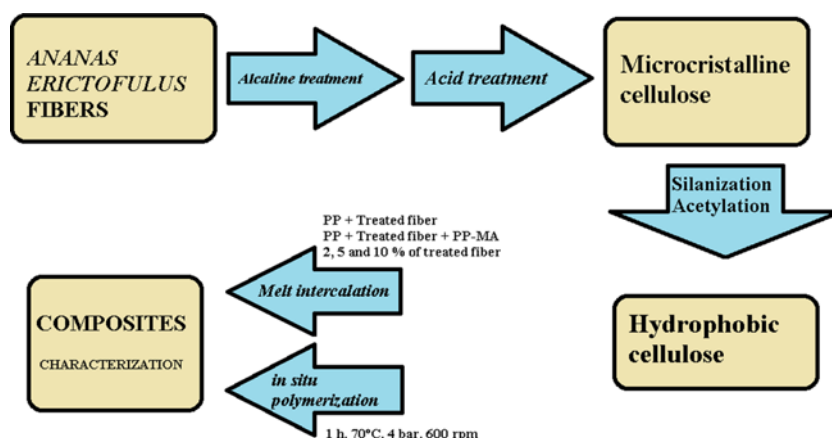 ANANAS
ERICTOFULUS
FIBERS
Alcaline treatment
Acid treatment
Microcristalline
cellulose
Silanization
Acetylation
Hydrophobic
cellulose
PP + Treated fiber
PP + Treated fiber + PP-MA
2, 5 and 10 % of treated fiber
Melt intercalation
in situ
polymerization
1 h, 70°C, 4 bar, 600 rpm
COMPOSITES
CHARACTERIZATION